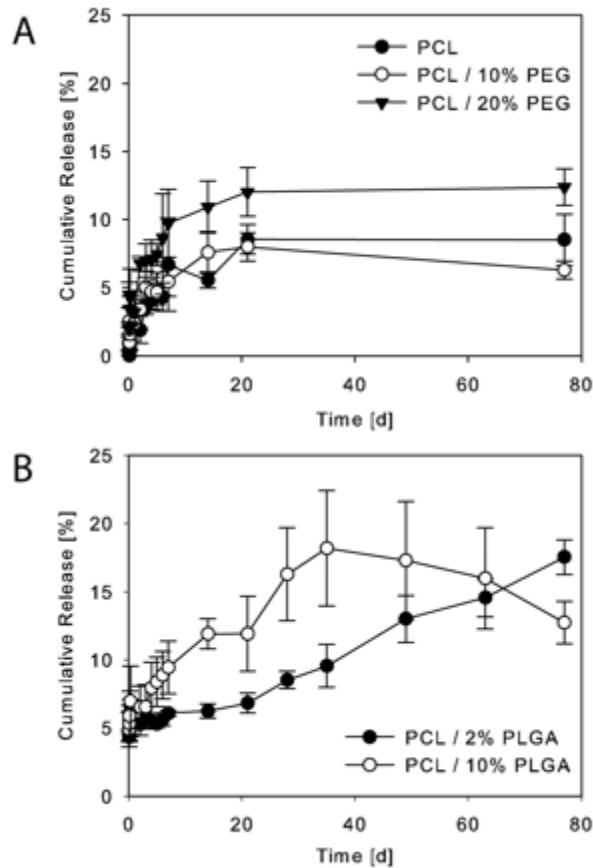 A
PCL
PCL / 10% PEG
PCL / 20% PEG
Cumulative Release [%]
25
20
15
10
5
0
0 20 40 60 80
Time [d]
B
Cumulative Release [%]
25
20
15
10
5
0
PCL / 2% PLGA
PCL / 10% PLGA
0 20 40 60 80
Time [d]